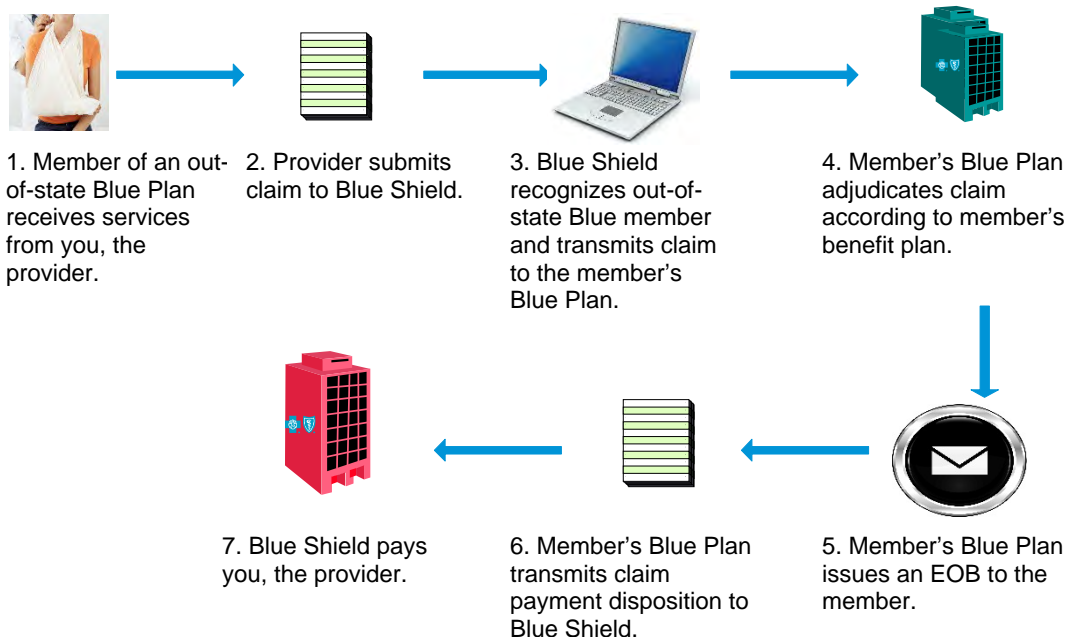 1. Member of an out-
of-state Blue Plan
receives services
from you, the
provider.
2. Provider submits
claim to Blue Shield.
3. Blue Shield
recognizes out-of-
state Blue member
and transmits claim
to the member’s
Blue Plan.
4. Member’s Blue Plan
adjudicates claim
according to member’s
benefit plan.
5. Member’s Blue Plan
issues an EOB to the
member.
6. Member’s Blue Plan
transmits claim
payment disposition to
Blue Shield.
7. Blue Shield pays
you, the provider.